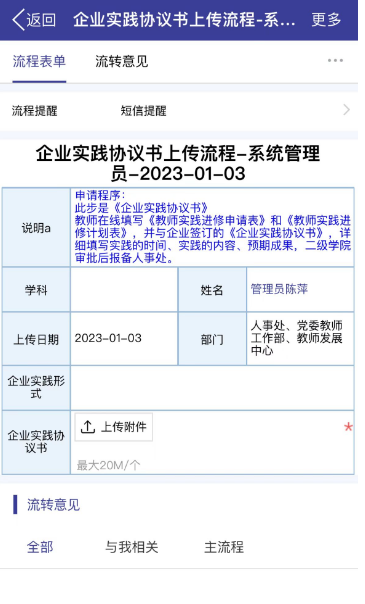 返回 企业实践协议书上传流程-系... 更多
流程表单 流转意见 ...
流程提醒 短信提醒
企业实践协议书上传流程-系统管理
员-2023-01-03
说明a
申请程序:
此步是《企业实践协议书》
教师在线填写《教师实践进修申请表》和《教师实践进
修计划表》，并与企业签订的《企业实践协议书》，详
细填写实践的时间、实践的内容、预期成果，二级学院
审批后报备人事处。
学科 姓名 管理员陈萍
上传日期 2023-01-03 部门
人事处、党委教师
工作部、教师发展
中心
企业实践形
式
企业实践协
议书
上传附件 *
最大20M/个
流转意见
全部 与我相关 主流程